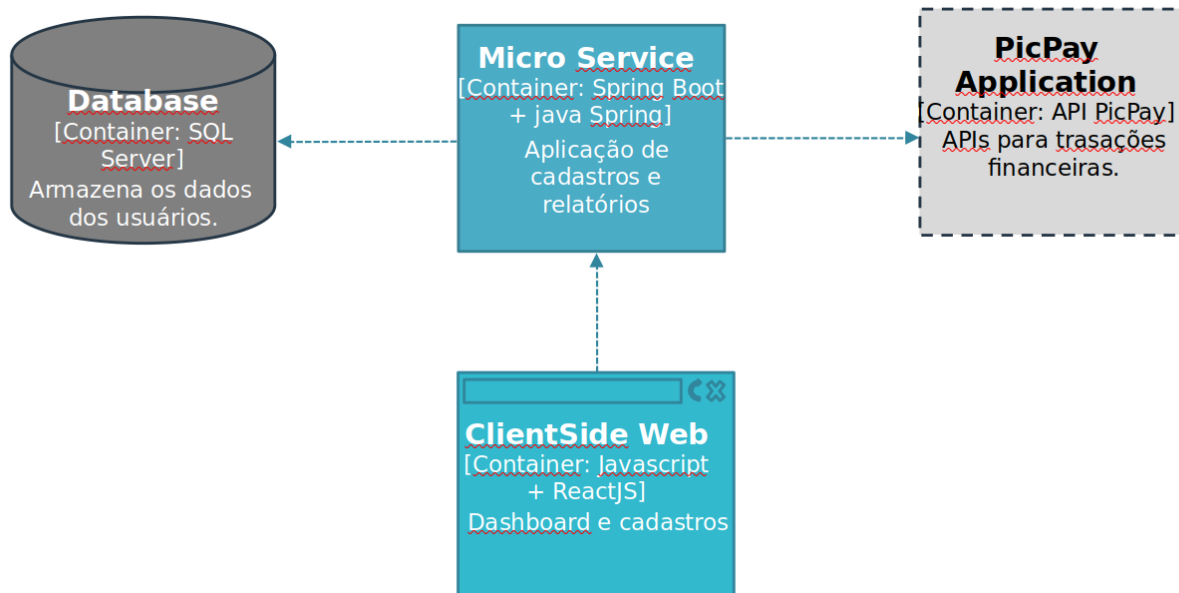 Database
[Container: SQL
Server]
Armazena os dados
dos usuários.
Micro Service
[Container: Spring Boot
+ java Spring]
Aplicação de
cadastros e
relatórios
PicPay
Application
[Container: API PicPay]
APIs para trasações
financeiras.
ClientSide Web
[Container: Javascript
+ ReactJS]
Dashboard e cadastros